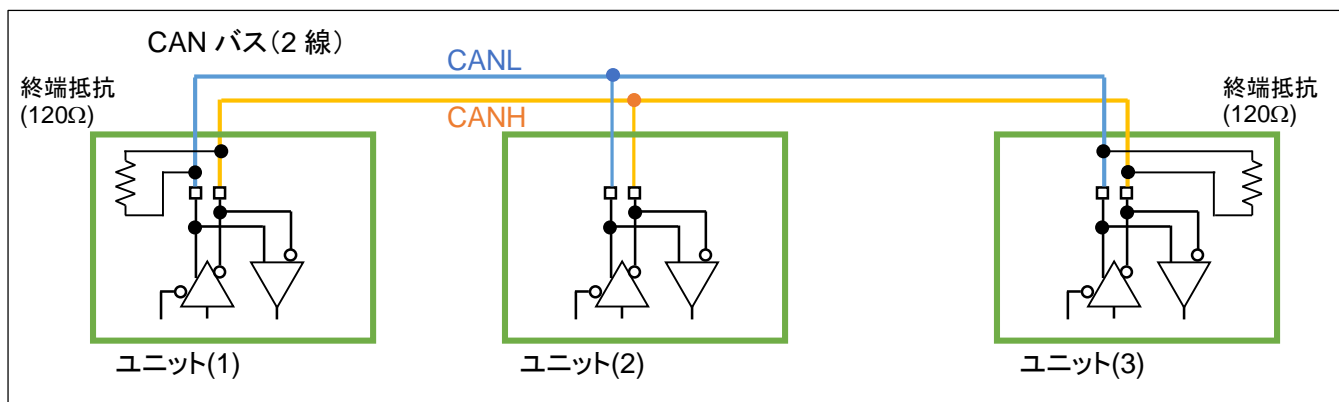 CAN バス(2 線)
CANL
終端抵抗
(120Ω)
終端抵抗
(120Ω)
CANH
ユニット(1)
ユニット(2)
ユニット(3)